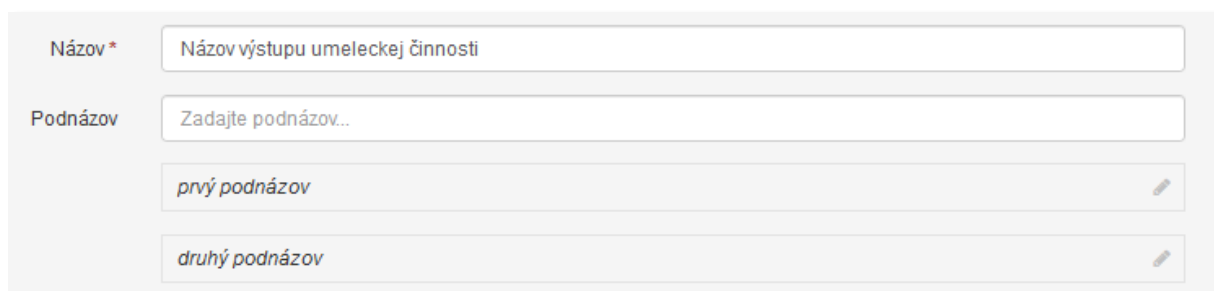 Názov *
Názov výstupu umeleckej činnosti
Podnázov
Zadajte podnázov...
prvý podnázov
druhý podnázov